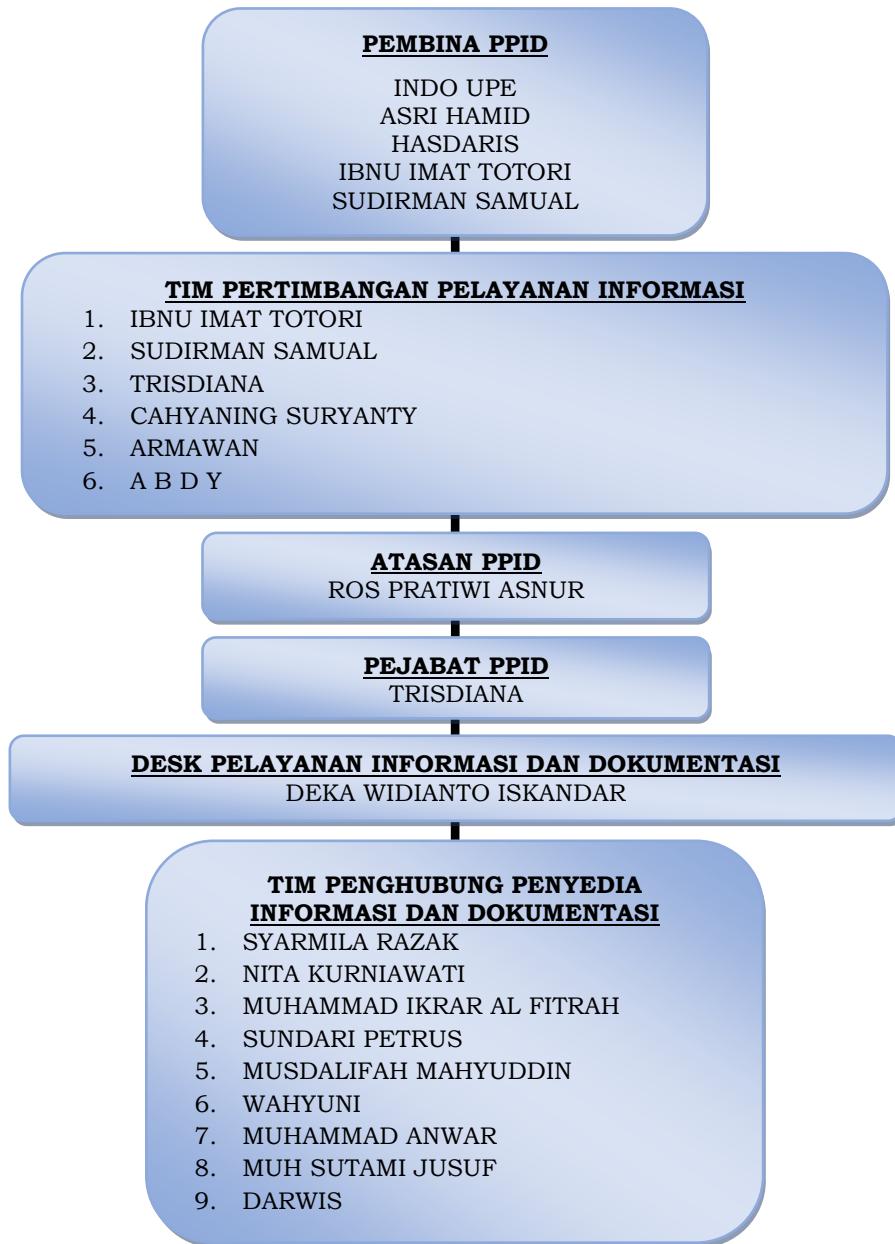 PEMBINA PPID
INDO UPE
ASRI HAMID
HASDARIS
IBNU IMAT TOTORI
SUDIRMAN SAMUAL
TIM PERTIMBANGAN PELAYANAN INFORMASI
1. IBNU IMAT TOTORI
2. SUDIRMAN SAMUAL
3. TRISDIANA
4. CAHYANING SURYANTY
5. ARMAWAN
6. A B D Y
ATASAN PPID
ROS PRATIWI ASNUR
PEJABAT PPID
TRISDIANA
DESK PELAYANAN INFORMASI DAN DOKUMENTASI
DEKA WIDIANTO ISKANDAR
TIM PENGHUBUNG PENYEDIA
INFORMASI DAN DOKUMENTASI
1. SYARMILA RAZAK
2. NITA KURNIAWATI
3. MUHAMMAD IKRAR AL FITRAH
4. SUNDARI PETRUS
5. MUSDALIFAH MAHYUDDIN
6. WAHYUNI
7. MUHAMMAD ANWAR
8. MUH SUTAMI JUSUF
9. DARWIS